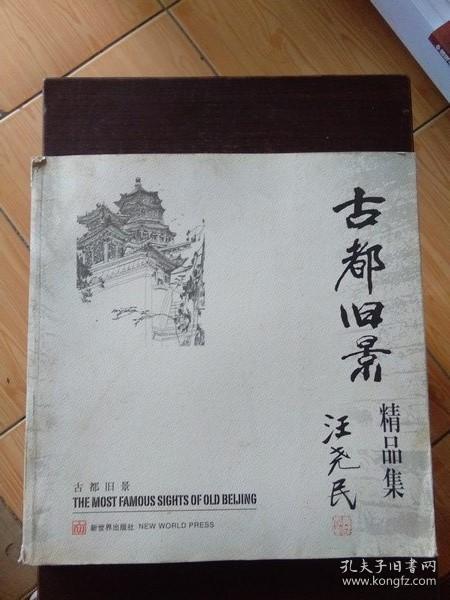 古都旧景
精品集
汪尧民
古都旧景
THE MOST FAMOUS SIGHTS OF OLD BEIJING
新世界出版社 NEW WORLD PRESS
孔夫子旧书网
www.kongfz.com